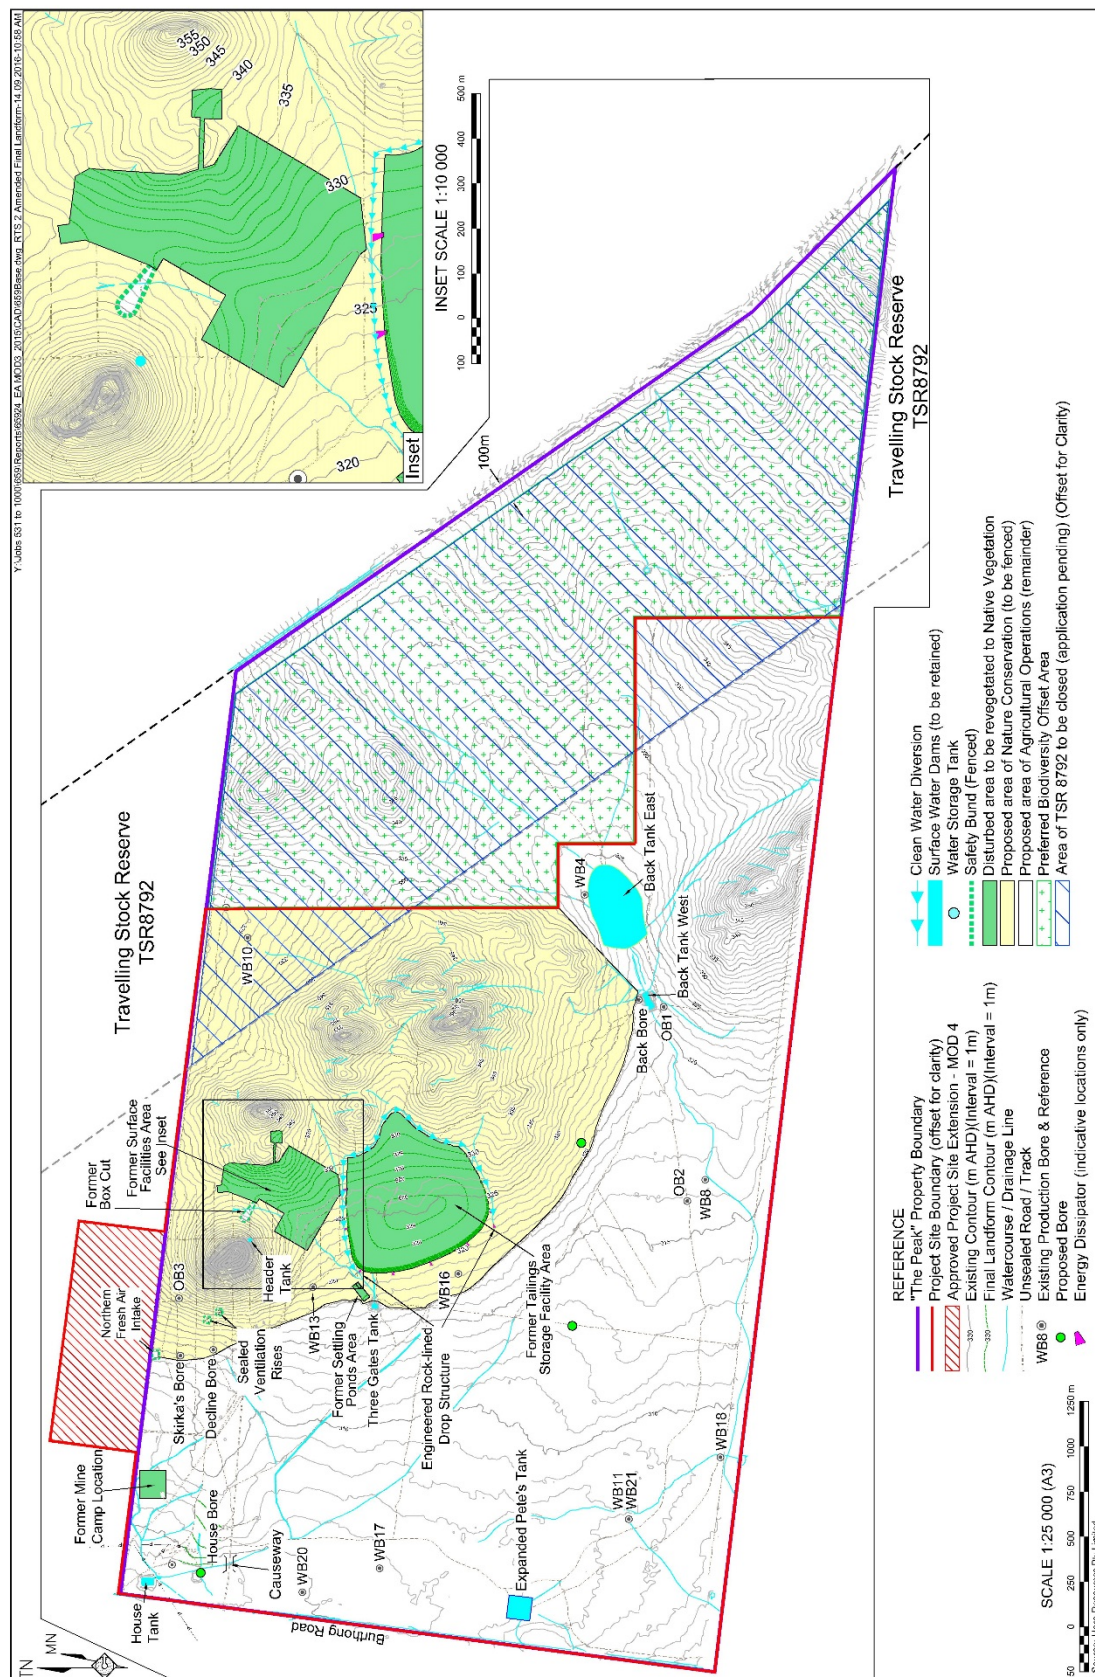 Y:\Jobs 531 to 1000\659\Reports\65924_EA MOD3_2015\CAD\659Base.dwg_RTS 2 Amended Final Landform-14.09.2016-10:58 AM
TN
MN
355
350
345
340
335
330
325
320
Inset
INSET SCALE 1:10 000
100
0
100
200
300
400
500 m
100m
Travelling Stock Reserve
TSR8792
Travelling Stock Reserve
TSR8792
WB10
WB4
Back Tank East
Back Tank West
Back Bore
OB1
OB2
WB8
Former Surface
Facilities Area
See Inset
Former
Box Cut
Northern
Fresh Air
Intake
OB3
Header
Tank
Skirka's Bore
Decline Bore
Sealed
Ventilation
Rises
WB13
Former Settling
Ponds Area
Three Gates Tank
WB16
Engineered Rock-lined
Drop Structure
Former Tailings
Storage Facility Area
Former Mine
Camp Location
House
Tank
House Bore
Causeway
WB20
WB17
Burthong Road
Expanded Pete's Tank
WB11
WB21
WB18
REFERENCE
"The Peak" Property Boundary
Project Site Boundary (offset for clarity)
Approved Project Site Extension - MOD 4
Existing Contour (m AHD)(Interval = 1m)
Final Landform Contour (m AHD)(Interval = 1m)
Watercourse / Drainage Line
Unsealed Road / Track
WB8 Existing Production Bore & Reference
Proposed Bore
Energy Dissipator (indicative locations only)
Clean Water Diversion
Surface Water Dams (to be retained)
Water Storage Tank
Safety Bund (Fenced)
Disturbed area to be revegetated to Native Vegetation
Proposed area of Nature Conservation (to be fenced)
Proposed area of Agricultural Operations (remainder)
Preferred Biodiversity Offset Area
Area of TSR 8792 to be closed (application pending) (Offset for Clarity)
SCALE 1:25 000 (A3)
0
250
500
750
1000
1250 m